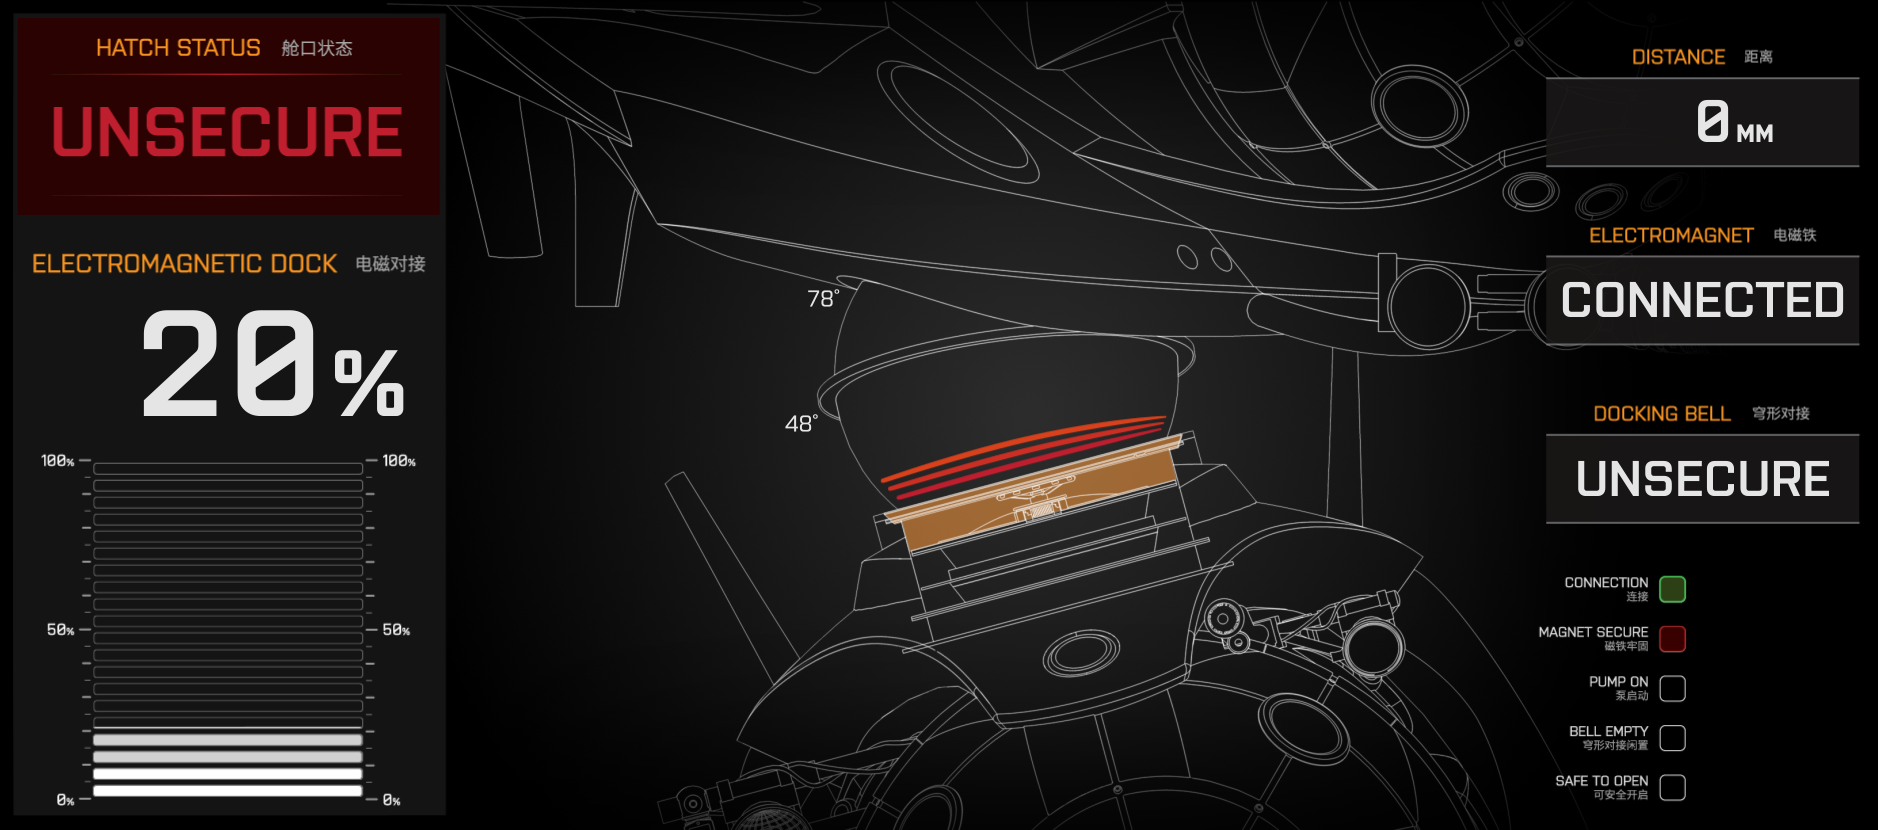 HATCH STATUS 舱口状态
UNSECURE
ELECTROMAGNETIC DOCK 电磁对接
20%
100% 100%
50% 50%
0% 0%
78°
48°
DISTANCE 距离
0 MM
ELECTROMAGNET 电磁铁
CONNECTED
DOCKING BELL 穹形对接
UNSECURE
CONNECTION
连接
MAGNET SECURE
磁铁牢固
PUMP ON
泵启动
BELL EMPTY
穹形对接闲置
SAFE TO OPEN
可安全开启